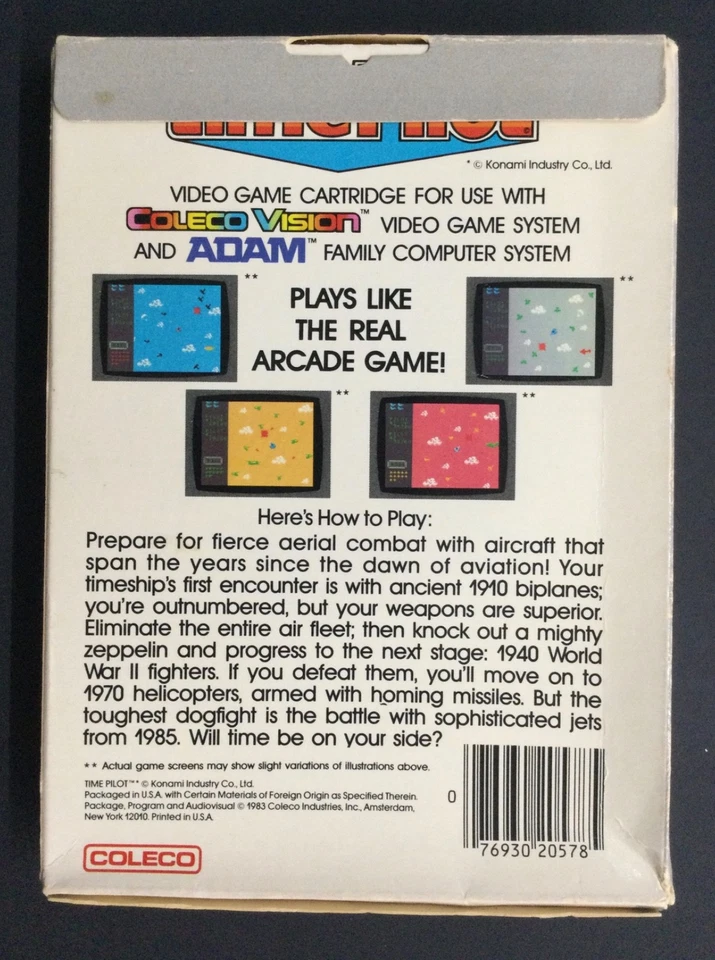 Time Pilot
* © Konami Industry Co., Ltd.
VIDEO GAME CARTRIDGE FOR USE WITH
COLECO VISION™ VIDEO GAME SYSTEM
AND ADAM™ FAMILY COMPUTER SYSTEM
**
**
PLAYS LIKE
THE REAL
ARCADE GAME!
**
**
Here's How to Play:
Prepare for fierce aerial combat with aircraft that
span the years since the dawn of aviation! Your
timeship's first encounter is with ancient 1910 biplanes;
you're outnumbered, but your weapons are superior.
Eliminate the entire air fleet; then knock out a mighty
zeppelin and progress to the next stage: 1940 World
War II fighters. If you defeat them, you'll move on to
1970 helicopters, armed with homing missiles. But the
toughest dogfight is the battle with sophisticated jets
from 1985. Will time be on your side?
** Actual game screens may show slight variations of illustrations above.
TIME PILOT™* © Konami Industry Co., Ltd.
Packaged in U.S.A. with Certain Materials of Foreign Origin as Specified Therein.
Package, Program and Audiovisual © 1983 Coleco Industries, Inc., Amsterdam,
New York 12010. Printed in U.S.A.
0 76930 20578
COLECO